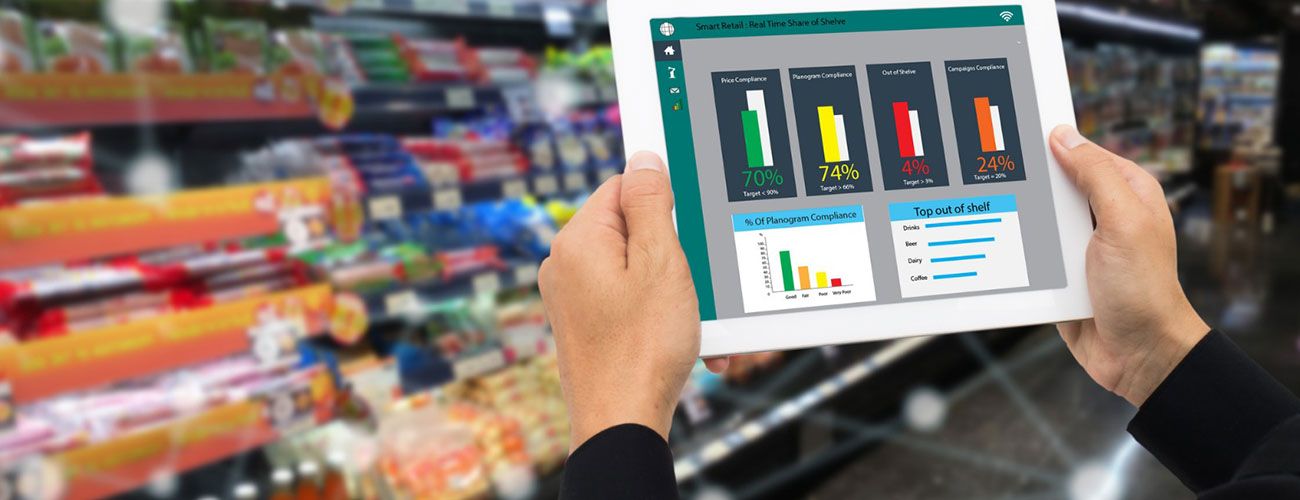 Smart Retail : Real Time Share of Shelve
Price Compliance
70%
Target < 90%
Planogram Compliance
74%
Target > 66%
Out of Shelve
4%
Target > 3%
Campaigns Compliance
24%
Target = 20%
% Of Planogram Compliance
%
Good Fair Poor Very Poor
Top out of shelf
Drinks
Beer
Dairy
Coffee